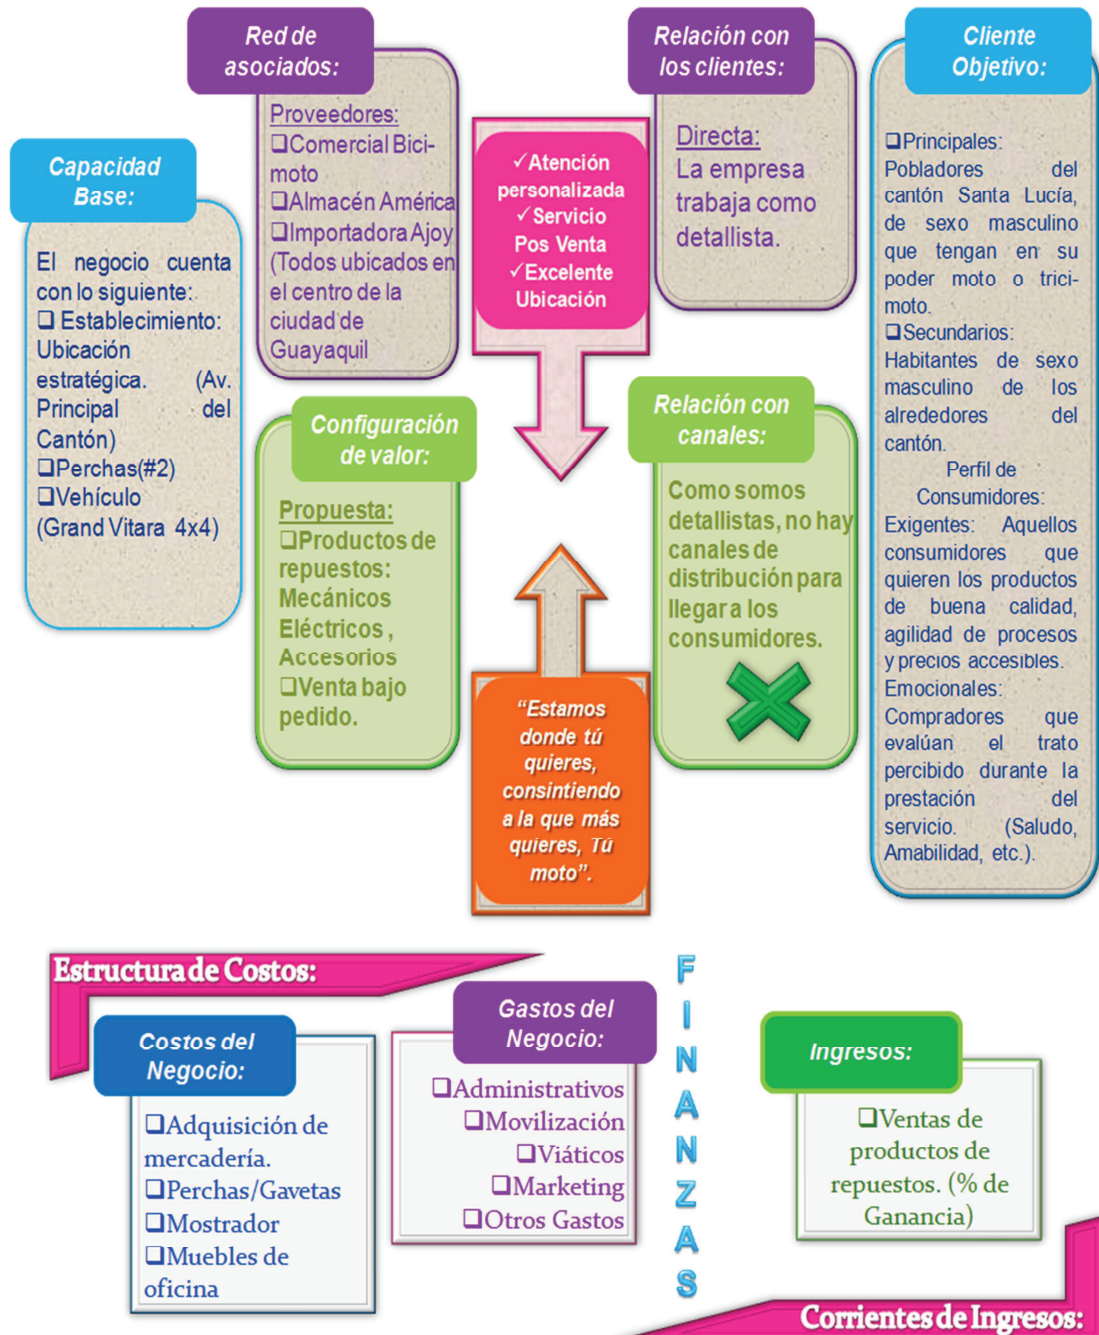 Capacidad
Base:
El negocio cuenta
con lo siguiente:
❑ Establecimiento:
Ubicación
estratégica. (Av.
Principal del
Cantón)
❑Perchas(#2)
❑Vehículo
(Grand Vitara 4x4)
Red de
asociados:
Proveedores:
❑Comercial Bici-
moto
❑Almacén América
❑Importadora Ajoy
(Todos ubicados en
el centro de la
ciudad de
Guayaquil
Configuración
de valor:
Propuesta:
❑Productos de
repuestos:
Mecánicos
Eléctricos ,
Accesorios
❑Venta bajo
pedido.
✓Atención
personalizada
✓Servicio
Pos Venta
✓Excelente
Ubicación
“Estamos
donde tú
quieres,
consintiendo
a la que más
quieres, Tú
moto”.
Relación con
los clientes:
Directa:
La empresa
trabaja como
detallista.
Relación con
canales:
Como somos
detallistas, no hay
canales de
distribución para
llegar a los
consumidores.
Cliente
Objetivo:
❑Principales:
Pobladores del
cantón Santa Lucía,
de sexo masculino
que tengan en su
poder moto o trici-
moto.
❑Secundarios:
Habitantes de sexo
masculino de los
alrededores del
cantón.
Perfil de
Consumidores:
Exigentes: Aquellos
consumidores que
quieren los productos
de buena calidad,
agilidad de procesos
y precios accesibles.
Emocionales:
Compradores que
evalúan el trato
percibido durante la
prestación del
servicio. (Saludo,
Amabilidad, etc.).
Estructura de Costos:
Costos del
Negocio:
❑Adquisición de
mercadería.
❑Perchas/Gavetas
❑Mostrador
❑Muebles de
oficina
Gastos del
Negocio:
❑Administrativos
❑Movilización
❑Viáticos
❑Marketing
❑Otros Gastos
F
I
N
A
N
Z
A
S
Ingresos:
❑Ventas de
productos de
repuestos. (% de
Ganancia)
Corrientes de Ingresos: